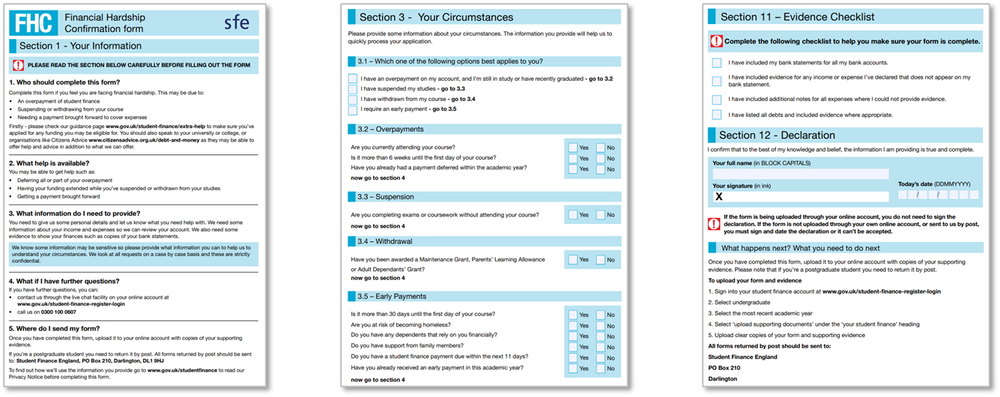 FHC
Financial Hardship
Confirmation form
sfe
Section 1 - Your Information
PLEASE READ THE SECTION BELOW CAREFULLY BEFORE FILLING OUT THE FORM
1. Who should complete this form?
Complete this form if you feel you are facing financial hardship. This may be due to:
• An overpayment of student finance
• Suspending or withdrawing from your course
• Needing a payment brought forward to cover expenses
Firstly - please check our guidance page www.gov.uk/student-finance/extra-help to make sure you've
applied for any funding you may be eligible for. You should also speak to your university or college, or
organisations like Citizens Advice www.citizensadvice.org.uk/debt-and-money as they may be able to
offer help and advice in addition to what we can offer.
2. What help is available?
You may be able to get help such as:
• Deferring all or part of your overpayment
• Having your funding extended while you've suspended or withdrawn from your studies
• Getting a payment brought forward
3. What information do I need to provide?
You need to give us some personal details and let us know what you need help with. We need some
information about your income and expenses so we can review your account. We also need some
evidence to show your finances such as copies of your bank statements.
We know some information may be sensitive so please provide what information you can to help us to
understand your circumstances. We look at all requests on a case by case basis and these are strictly
confidential.
4. What if I have further questions?
If you have further questions, you can:
• contact us through the live chat facility on your online account at
www.gov.uk/student-finance-register-login
• call us on 0300 100 0607
5. Where do I send my form?
Once you have completed this form, upload it to your online account with copies of your supporting
evidence.
If you're a postgraduate student you need to return it by post. All forms returned by post should be sent
to: Student Finance England, PO Box 210, Darlington, DL1 9HJ
To find out how we'll use the information you provide go to www.gov.uk/studentfinance to read our
Privacy Notice before completing this form.
Section 3 - Your Circumstances
Please provide some information about your circumstances. The information you provide will help us to
quickly process your application.
3.1 – Which one of the following options best applies to you?
I have an overpayment on my account, and I'm still in study or have recently graduated - go to 3.2
I have suspended my studies - go to 3.3
I have withdrawn from my course - go to 3.4
I require an early payment - go to 3.5
3.2 – Overpayments
Are you currently attending your course? Yes No
Is it more than 6 weeks until the first day of your course? Yes No
Have you already had a payment deferred within the academic year? Yes No
now go to section 4
3.3 – Suspension
Are you completing exams or coursework without attending your course? Yes No
now go to section 4
3.4 – Withdrawal
Have you been awarded a Maintenance Grant, Parents' Learning Allowance Yes No
or Adult Dependants' Grant?
now go to section 4
3.5 – Early Payments
Is it more than 30 days until the first day of your course? Yes No
Are you at risk of becoming homeless? Yes No
Do you have any dependents that rely on you financially? Yes No
Do you have support from family members? Yes No
Do you have a student finance payment due within the next 11 days? Yes No
Have you already received an early payment in this academic year? Yes No
now go to section 4
Section 11 – Evidence Checklist
Complete the following checklist to help you make sure your form is complete.
I have included my bank statements for all my bank accounts.
I have included evidence for any income or expense I've declared that does not appear on my
bank statement.
I have included additional notes for all expenses where I could not provide evidence.
I have listed all debts and included evidence where appropriate.
Section 12 - Declaration
I confirm that to the best of my knowledge and belief, the information I am providing is true and complete.
Your full name (in BLOCK CAPITALS)
Your signature (in ink) Today's date (DDMMYYYY)
X / /
If the form is being uploaded through your online account, you do not need to sign the
declaration. If the form is not uploaded through your own online account, or sent to us by post,
you must sign and date the declaration or it can't be accepted.
What happens next? What you need to do next
Once you have completed this form, upload it to your online account with copies of your supporting
evidence. Please note that if you're a postgraduate student you need to return it by post.
To upload your form and evidence
1. Sign into your student finance account at www.gov.uk/student-finance-register-login
2. Select undergraduate
3. Select the most recent academic year
4. Select 'upload supporting documents' under the 'your student finance' heading
5. Upload clear copies of your form and supporting evidence
All forms returned by post should be sent to:
Student Finance England
PO Box 210
Darlington